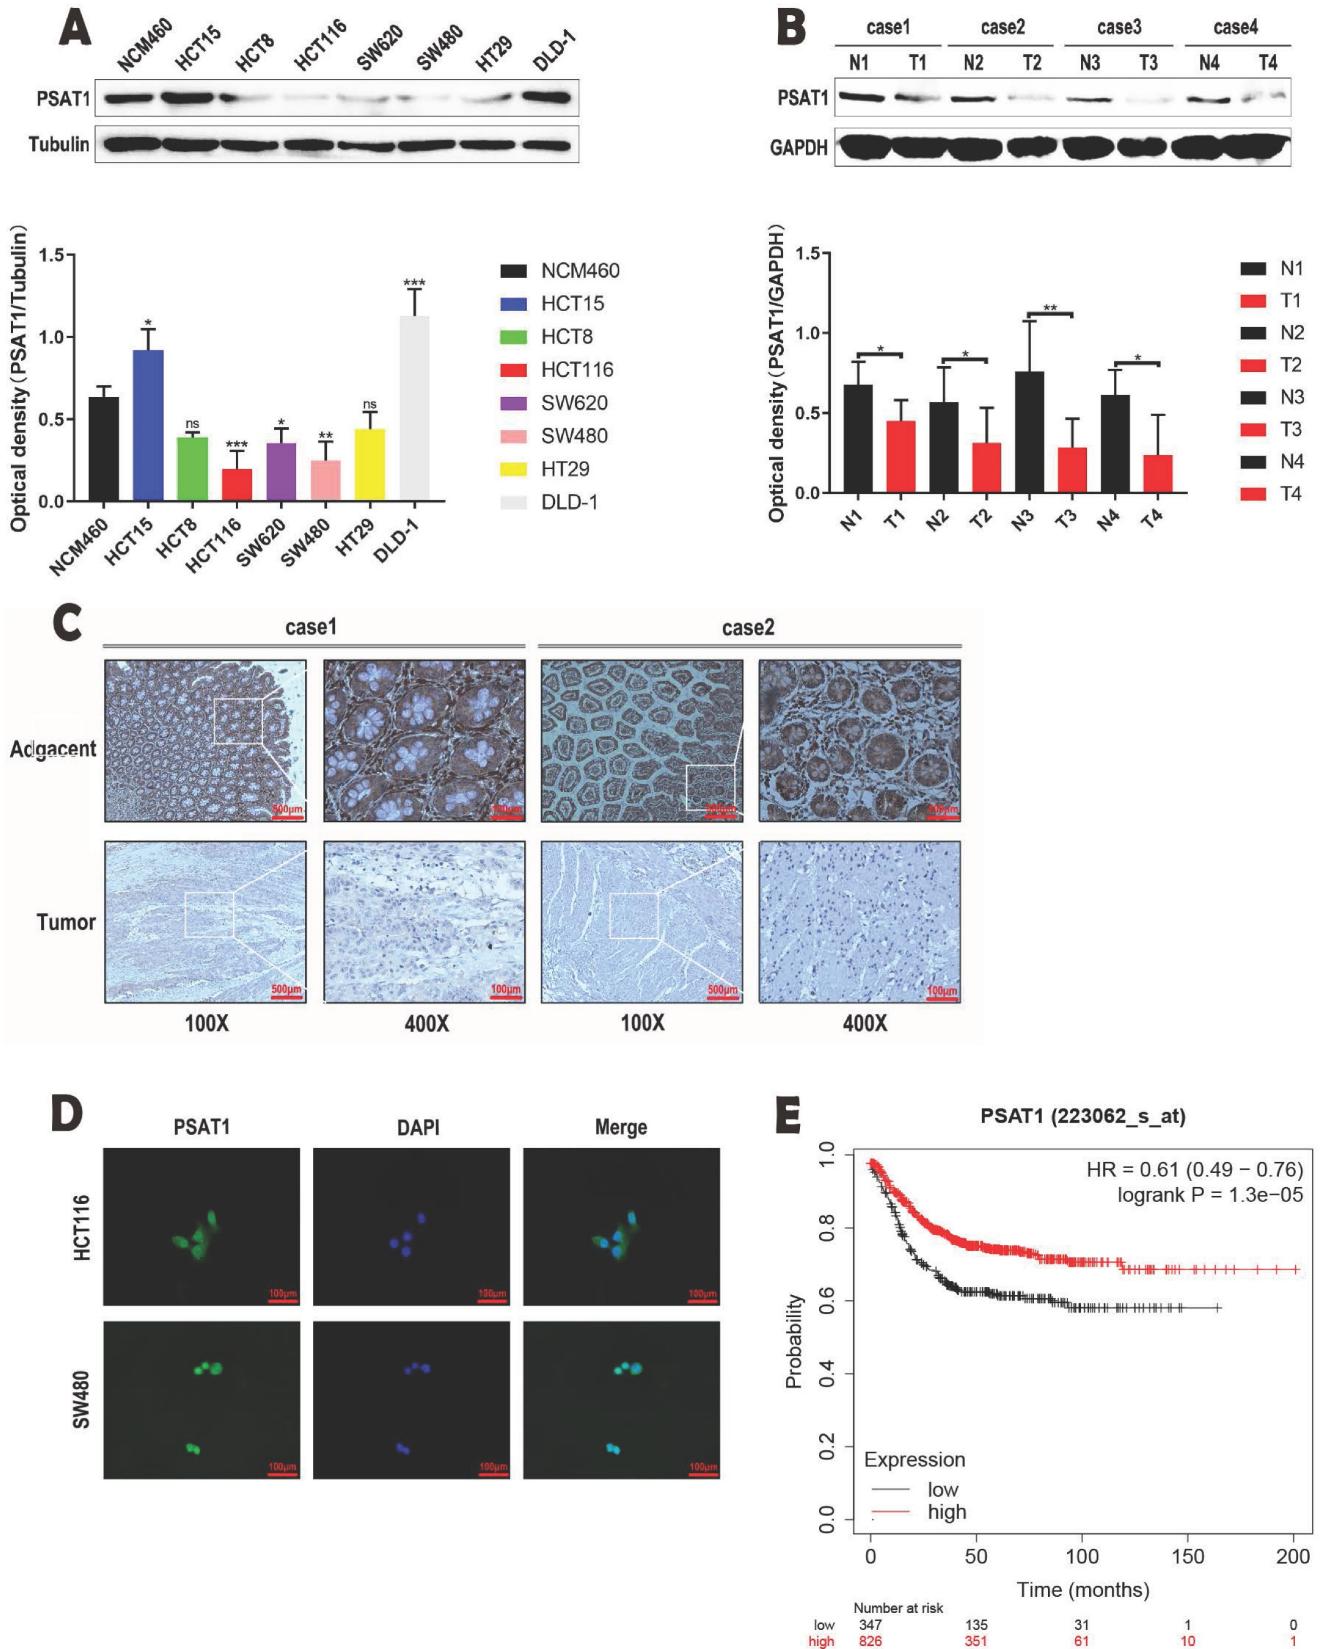 A
NCM460 HCT15 HCT8 HCT116 SW620 SW480 HT29 DLD-1
PSAT1
Tubulin
Optical density (PSAT1/Tubulin)
1.5
1.0
0.5
0.0
* ns *** * ** ns ***
NCM460 HCT15 HCT8 HCT116 SW620 SW480 HT29 DLD-1
NCM460
HCT15
HCT8
HCT116
SW620
SW480
HT29
DLD-1
B
case1 case2 case3 case4
N1 T1 N2 T2 N3 T3 N4 T4
PSAT1
GAPDH
Optical density (PSAT1/GAPDH)
1.5
1.0
0.5
0.0
* * ** *
N1 T1 N2 T2 N3 T3 N4 T4
N1
T1
N2
T2
N3
T3
N4
T4
C
case1 case2
Adgacent
500μm 100μm 500μm 100μm
Tumor
500μm 100μm 500μm 100μm
100X 400X 100X 400X
D
PSAT1 DAPI Merge
HCT116
100μm 100μm 100μm
SW480
100μm 100μm 100μm
E
PSAT1 (223062_s_at)
HR = 0.61 (0.49 − 0.76)
logrank P = 1.3e−05
Probability
1.0
0.8
0.6
0.4
0.2
0.0
Expression
low
high
0 50 100 150 200
Time (months)
Number at risk
low 347 135 31 1 0
high 826 351 61 10 1